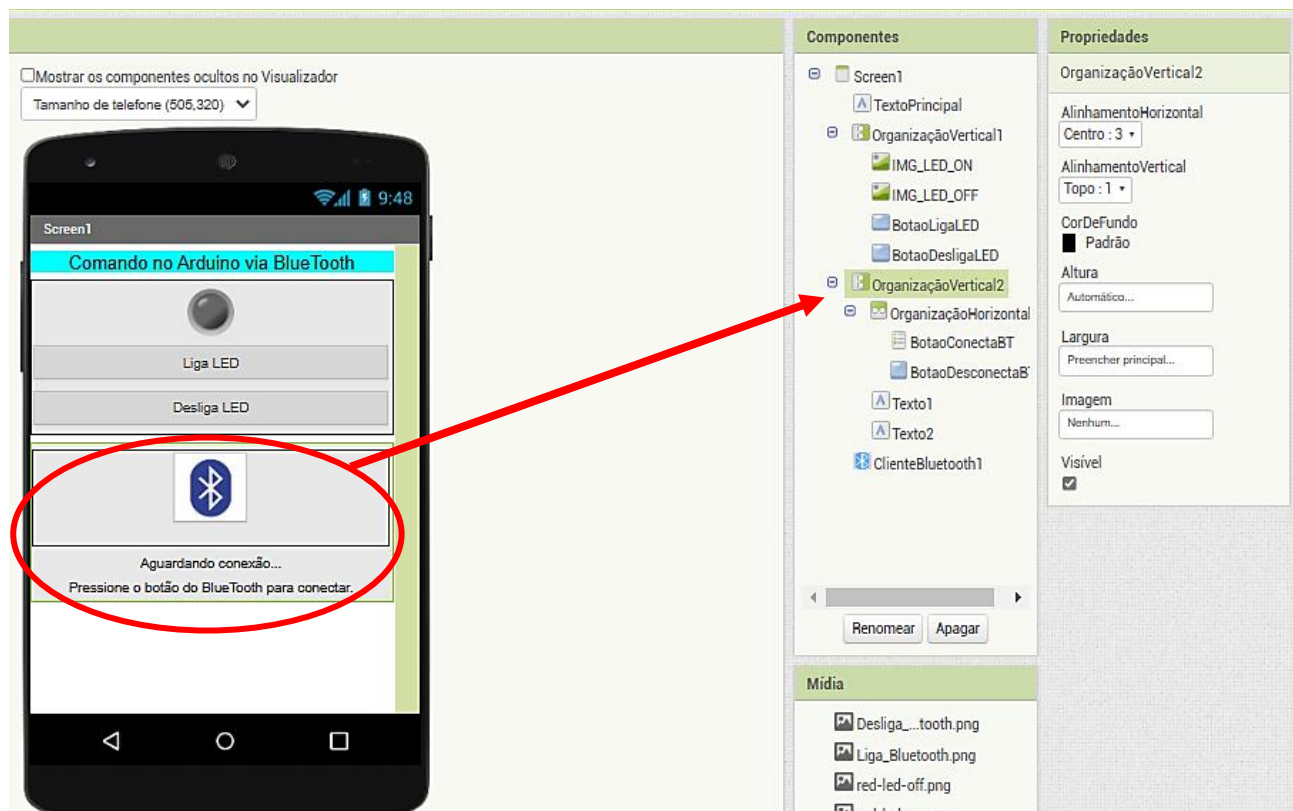 Mostrar os componentes ocultos no Visualizador
Tamanho de telefone (505,320)
9:48
Screen1
Comando no Arduino via BlueTooth
Liga LED
Desliga LED
Aguardando conexão...
Pressione o botão do BlueTooth para conectar.
Componentes
Screen1
TextoPrincipal
OrganizaçãoVertical1
IMG_LED_ON
IMG_LED_OFF
BotaoLigaLED
BotaoDesligaLED
OrganizaçãoVertical2
OrganizaçãoHorizontal
BotaoConectaBT
BotaoDesconectaB
Texto1
Texto2
ClienteBluetooth1
Renomear Apagar
Mídia
Desliga_...tooth.png
Liga_Bluetooth.png
red-led-off.png
Propriedades
OrganizaçãoVertical2
AlinhamentoHorizontal
Centro : 3
AlinhamentoVertical
Topo : 1
CorDeFundo
Padrão
Altura
Automático...
Largura
Preencher principal...
Imagem
Nenhum...
Visível